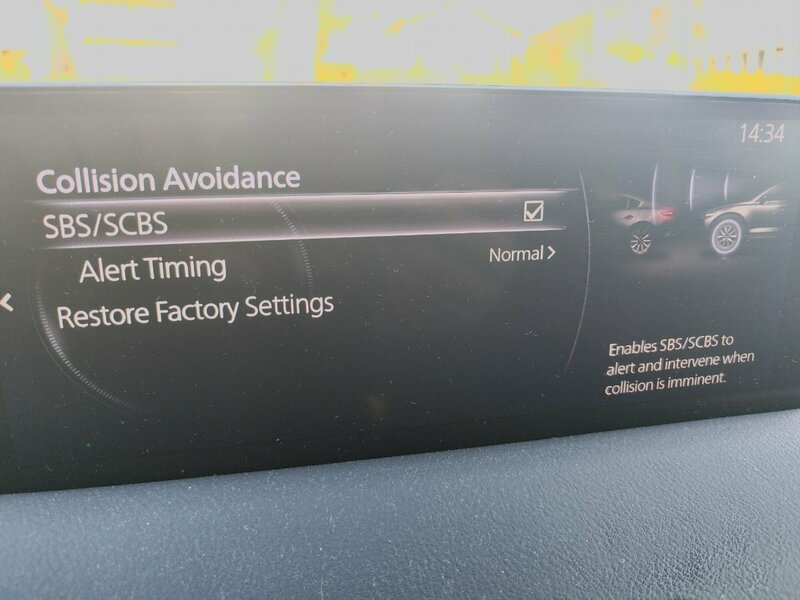 14:34
Collision Avoidance
SBS/SCBS
Alert Timing Normal >
Restore Factory Settings
Enables SBS/SCBS to
alert and intervene when
collision is imminent.